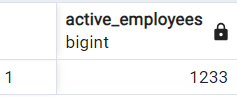 active_employees
bigint
1 1233